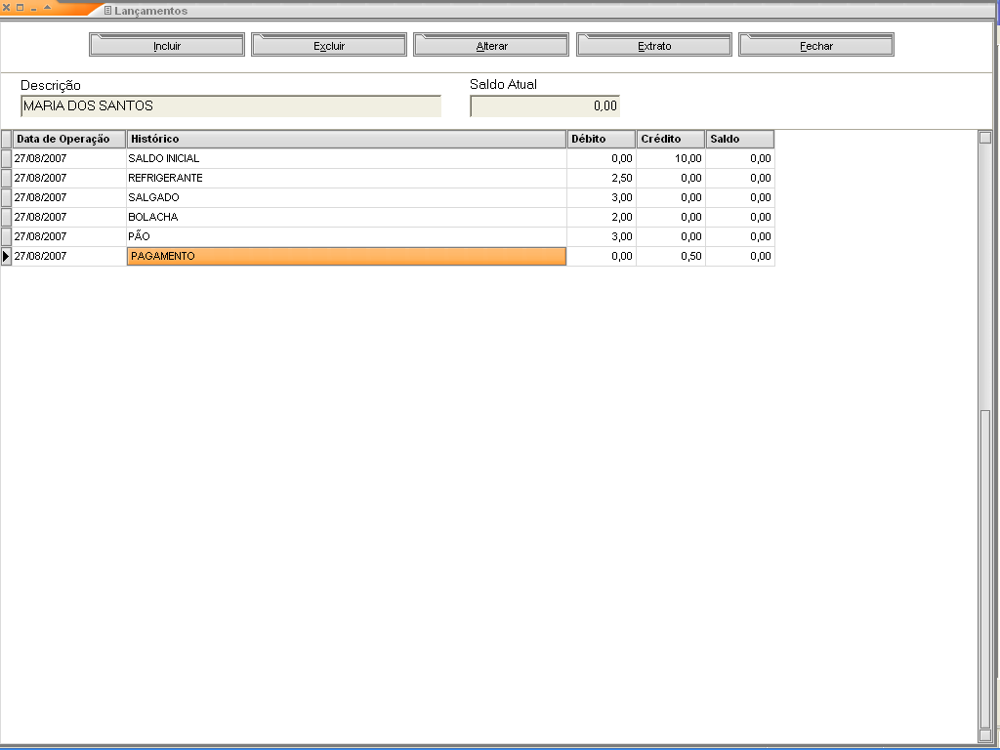 Lançamentos
Incluir Excluir Alterar Extrato Fechar
Descrição Saldo Atual
MARIA DOS SANTOS 0,00
Data de Operação Histórico Débito Crédito Saldo
27/08/2007 SALDO INICIAL 0,00 10,00 0,00
27/08/2007 REFRIGERANTE 2,50 0,00 0,00
27/08/2007 SALGADO 3,00 0,00 0,00
27/08/2007 BOLACHA 2,00 0,00 0,00
27/08/2007 PÃO 3,00 0,00 0,00
27/08/2007 PAGAMENTO 0,00 0,50 0,00